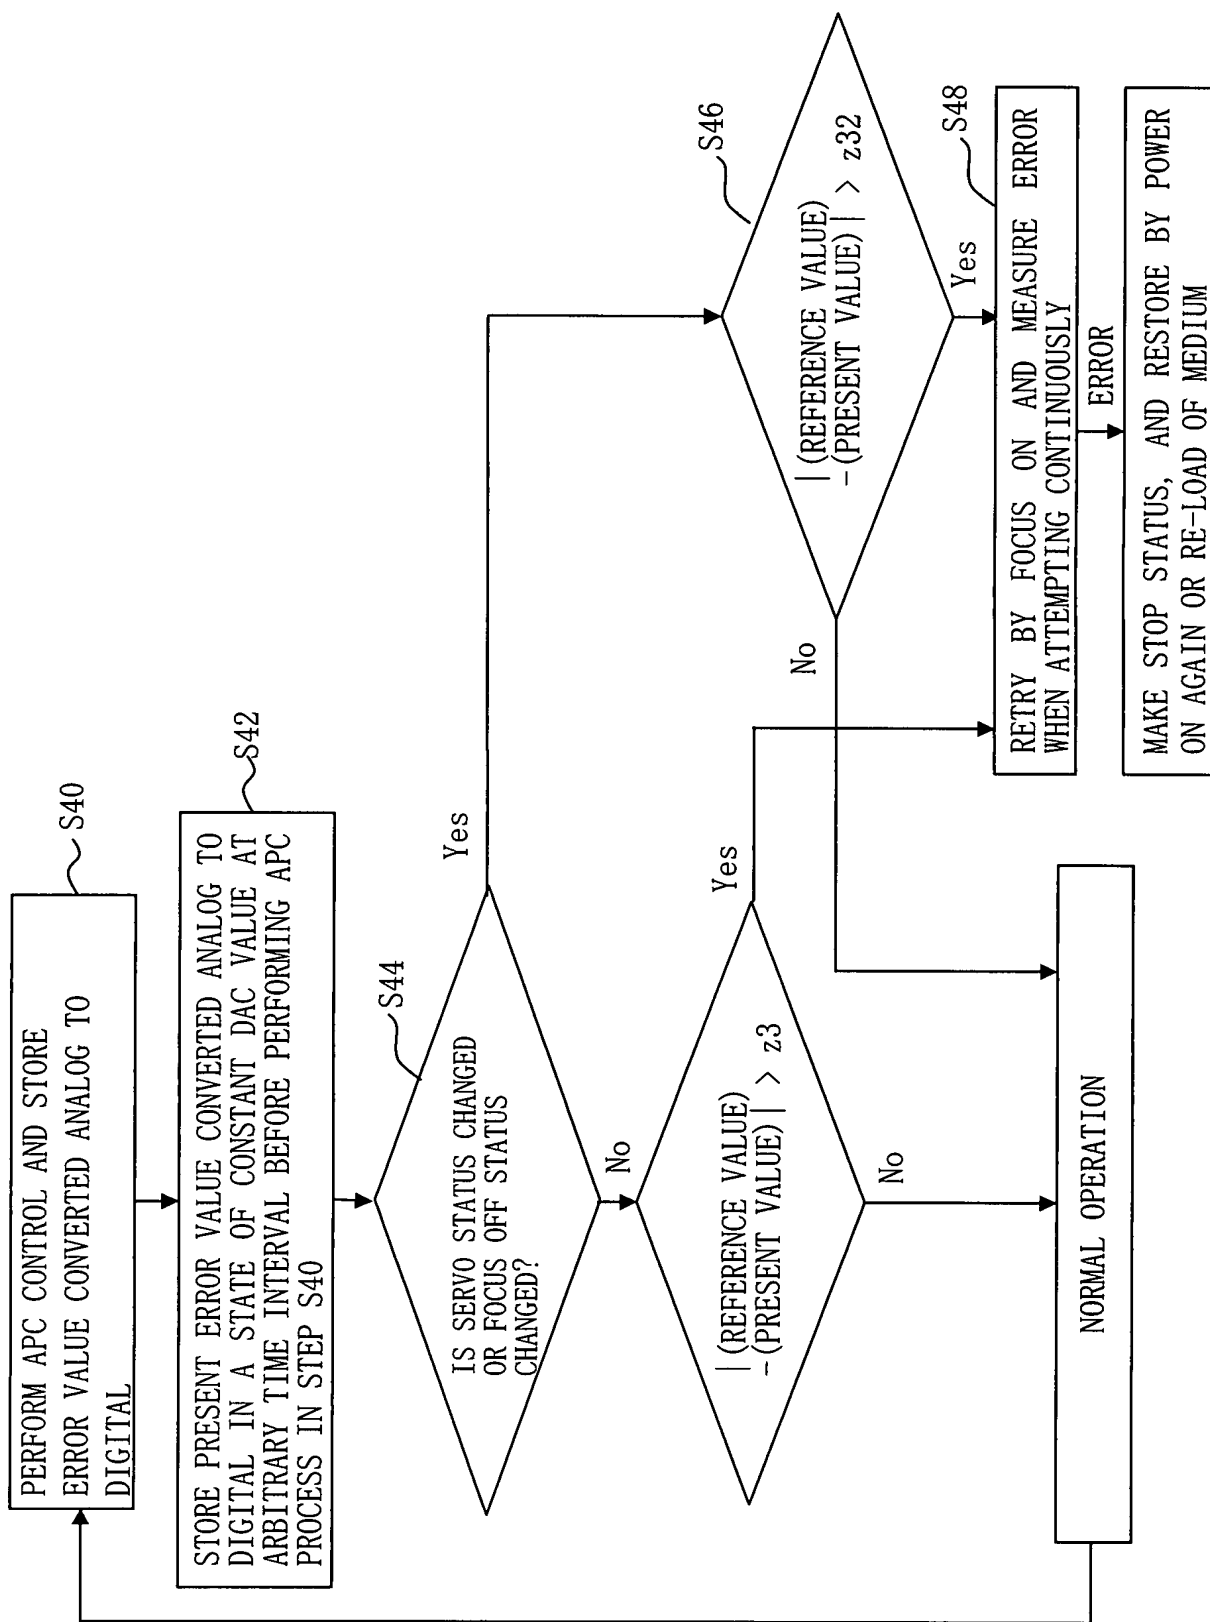 PERFORM APC CONTROL AND STORE
ERROR VALUE CONVERTED ANALOG TO
DIGITAL
S40
STORE PRESENT ERROR VALUE CONVERTED ANALOG TO
DIGITAL IN A STATE OF CONSTANT DAC VALUE AT
ARBITRARY TIME INTERVAL BEFORE PERFORMING APC
PROCESS IN STEP S40
S42
IS SERVO STATUS CHANGED
OR FOCUS OFF STATUS
CHANGED?
S44
Yes
No
|(REFERENCE VALUE)
-(PRESENT VALUE)| > z3
Yes
No
|(REFERENCE VALUE)
-(PRESENT VALUE)| > z32
S46
No
Yes
RETRY BY FOCUS ON AND MEASURE ERROR
WHEN ATTEMPTING CONTINUOUSLY
S48
ERROR
MAKE STOP STATUS, AND RESTORE BY POWER
ON AGAIN OR RE-LOAD OF MEDIUM
NORMAL OPERATION